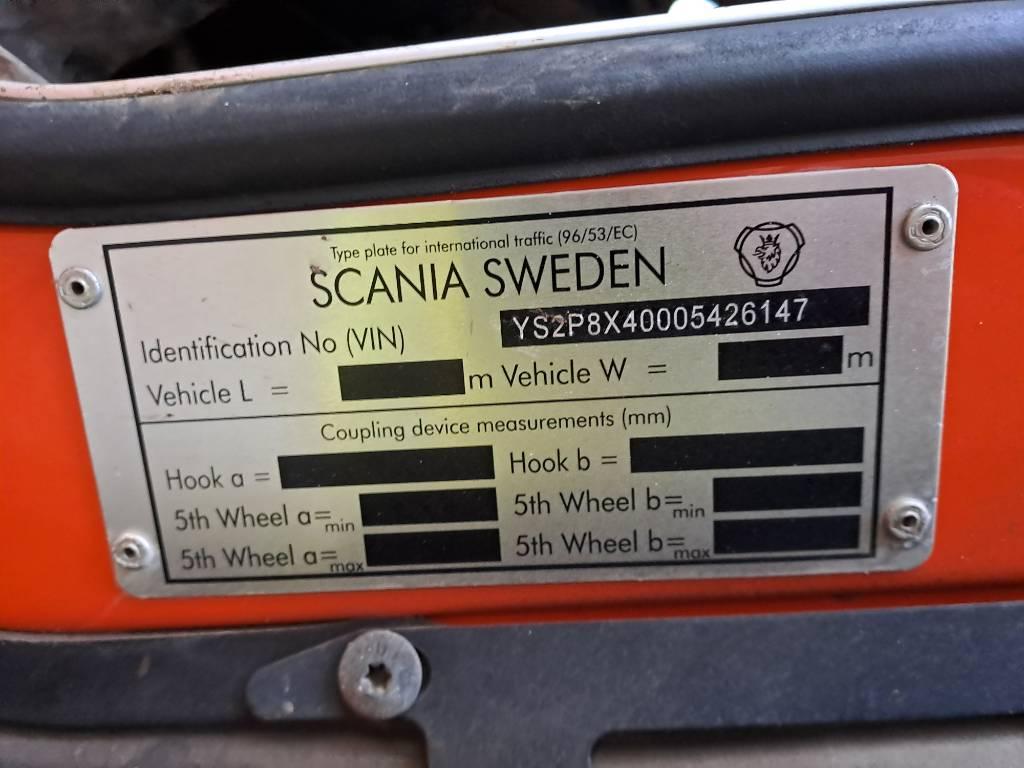 Type plate for international traffic (96/53/EC)
SCANIA SWEDEN
Identification No (VIN) YS2P8X40005426147
Vehicle L = m Vehicle W = m
Coupling device measurements (mm)
Hook a = Hook b =
5th Wheel a=min 5th Wheel b=min
5th Wheel a=max 5th Wheel b=max